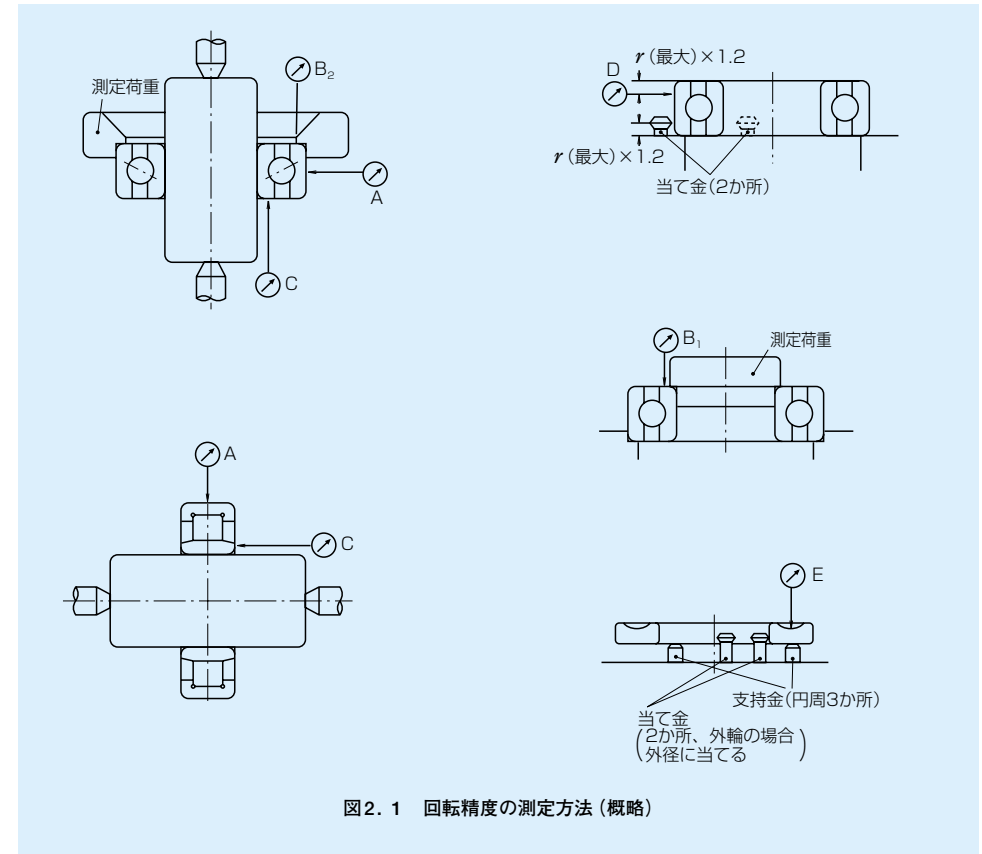 測定荷重
B₂
A
C
r（最大）×1.2
D
r（最大）×1.2
当て金（2か所）
B₁
測定荷重
A
C
E
支持金（円周3か所）
当て金
（2か所、外輪の場合
外径に当てる）
図2. 1　回転精度の測定方法（概略）